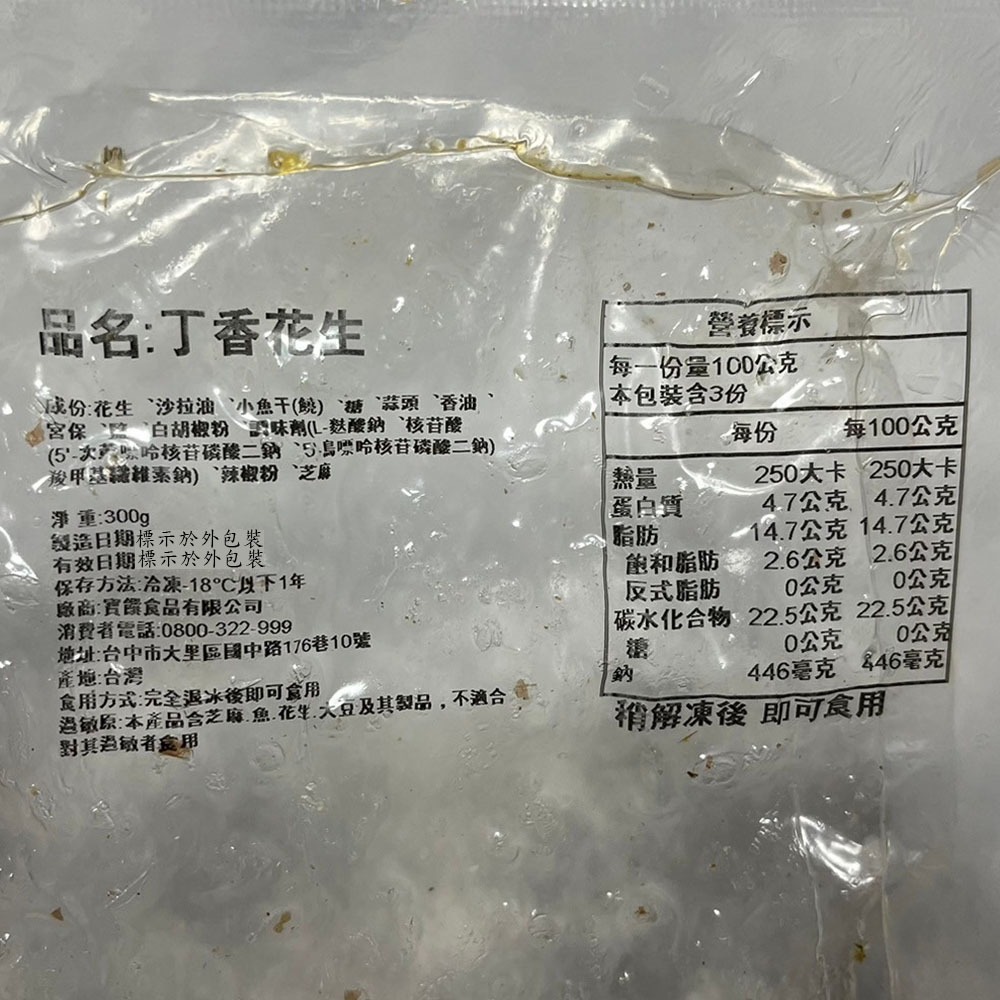 品名:丁香花生
成份:花生、沙拉油、小魚干(鱙)、糖、蒜頭、香油、
宮保、鹽、白胡椒粉、調味劑(L-麩酸鈉、核苷酸
(5'-次黃嘌呤核苷磷酸二鈉、5'-鳥嘌呤核苷磷酸二鈉)
羧甲基纖維素鈉)、辣椒粉、芝麻
淨重:300g
製造日期標示於外包裝
有效日期標示於外包裝
保存方法:冷凍-18°C以下1年
廠商:寶饌食品有限公司
消費者電話:0800-322-999
地址:台中市大里區國中路176巷10號
產地:台灣
食用方式:完全退冰後即可食用
過敏原:本產品含芝麻.魚.花生.大豆及其製品,不適合
對其過敏者食用
營養標示
每一份量100公克
本包裝含3份
每份 每100公克
熱量 250大卡 250大卡
蛋白質 4.7公克 4.7公克
脂肪 14.7公克 14.7公克
飽和脂肪 2.6公克 2.6公克
反式脂肪 0公克 0公克
碳水化合物 22.5公克 22.5公克
糖 0公克 0公克
鈉 446毫克 446毫克
稍解凍後 即可食用